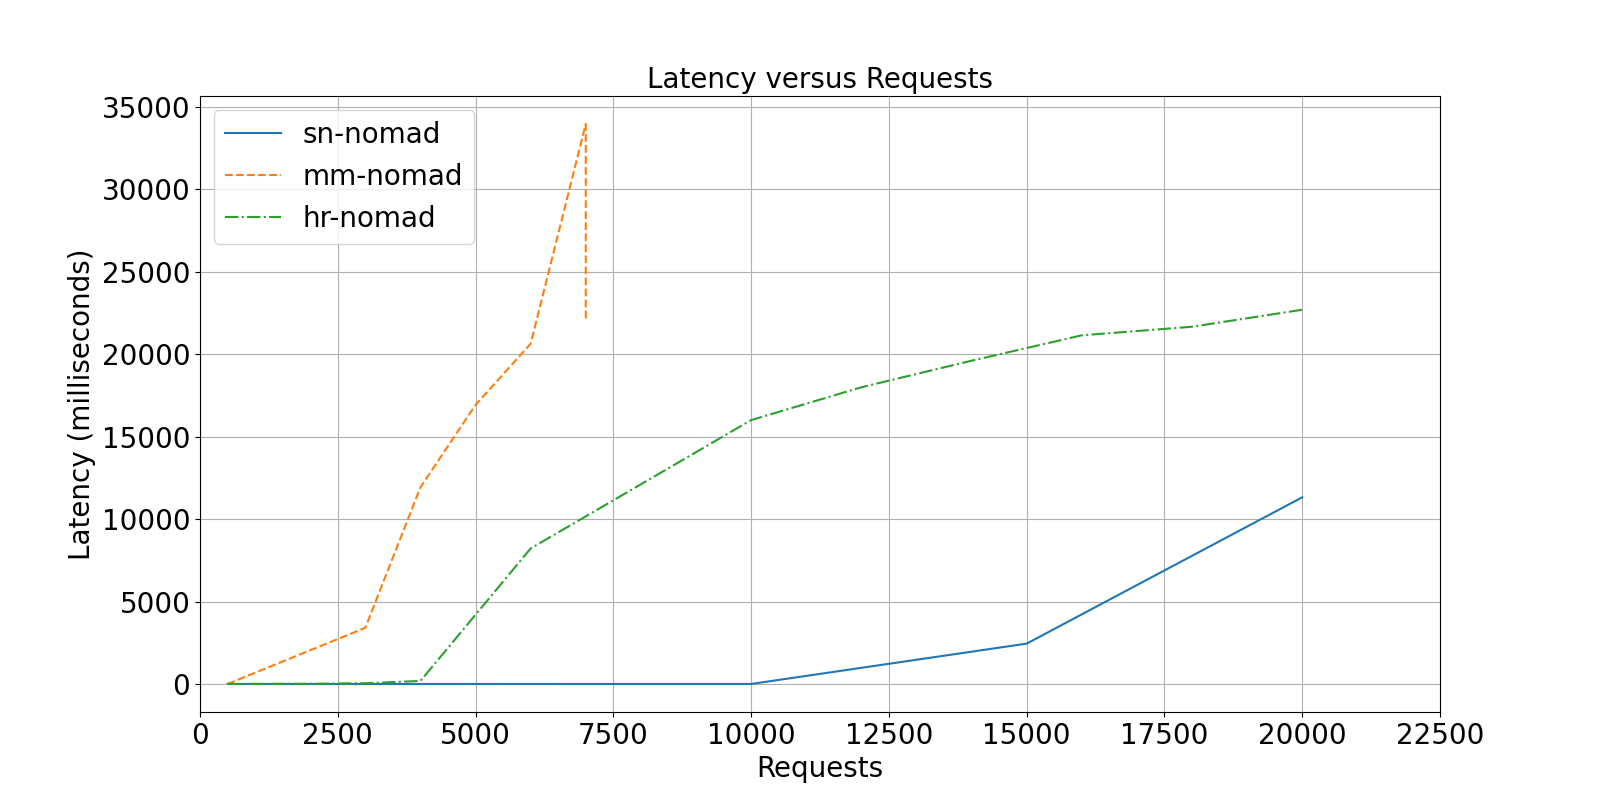 Latency versus Requests
35000
30000
25000
20000
15000
10000
5000
0
Latency (milliseconds)
sn-nomad
mm-nomad
hr-nomad
0 2500 5000 7500 10000 12500 15000 17500 20000 22500
Requests